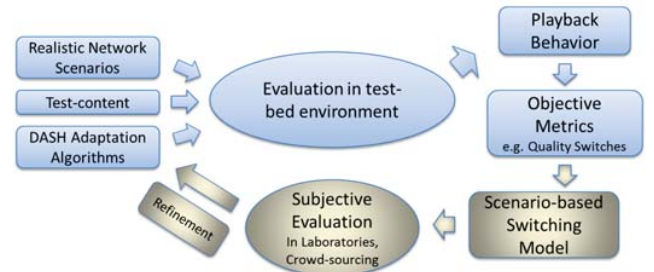 Realistic Network
Scenarios
Test-content
DASH Adaptation
Algorithms
Evaluation in test-
bed environment
Playback
Behavior
Objective
Metrics
e.g. Quality Switches
Scenario-based
Switching
Model
Subjective
Evaluation
In Laboratories,
Crowd-sourcing
Refinement